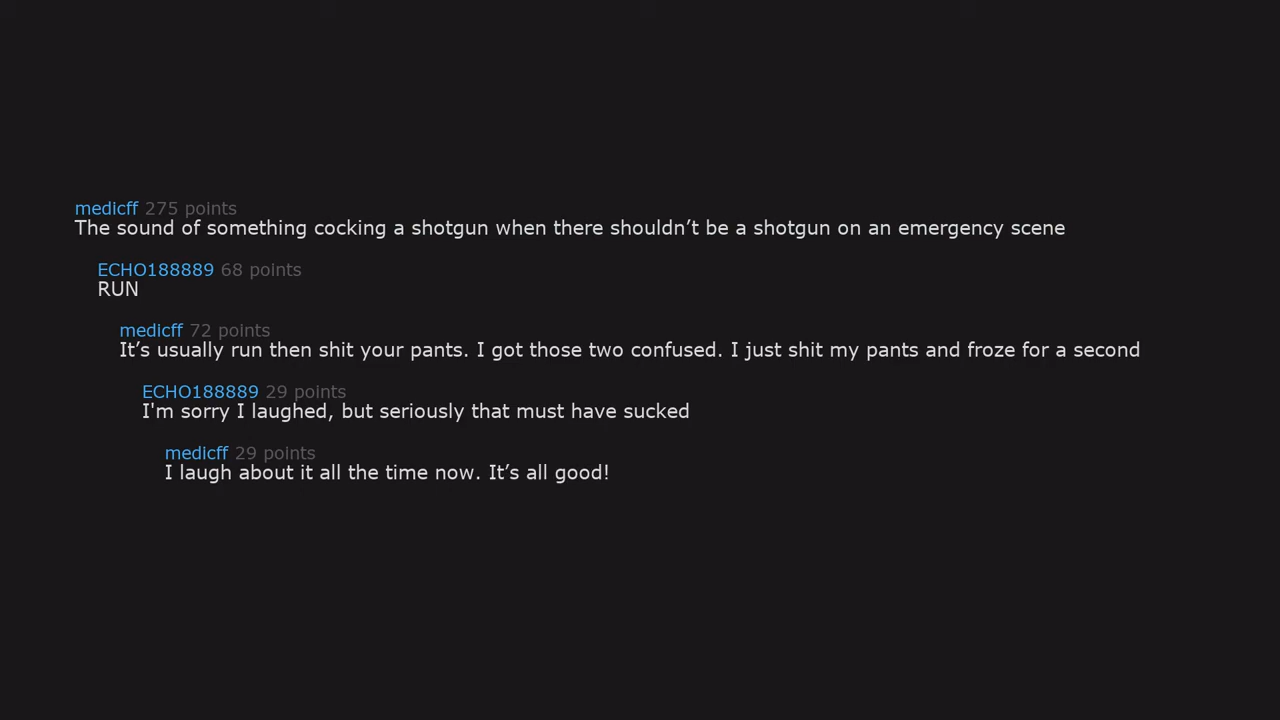 medicff 275 points
The sound of something cocking a shotgun when there shouldn’t be a shotgun on an emergency scene
ECHO188889 68 points
RUN
medicff 72 points
It’s usually run then shit your pants. I got those two confused. I just shit my pants and froze for a second
ECHO188889 29 points
I'm sorry I laughed, but seriously that must have sucked
medicff 29 points
I laugh about it all the time now. It’s all good!